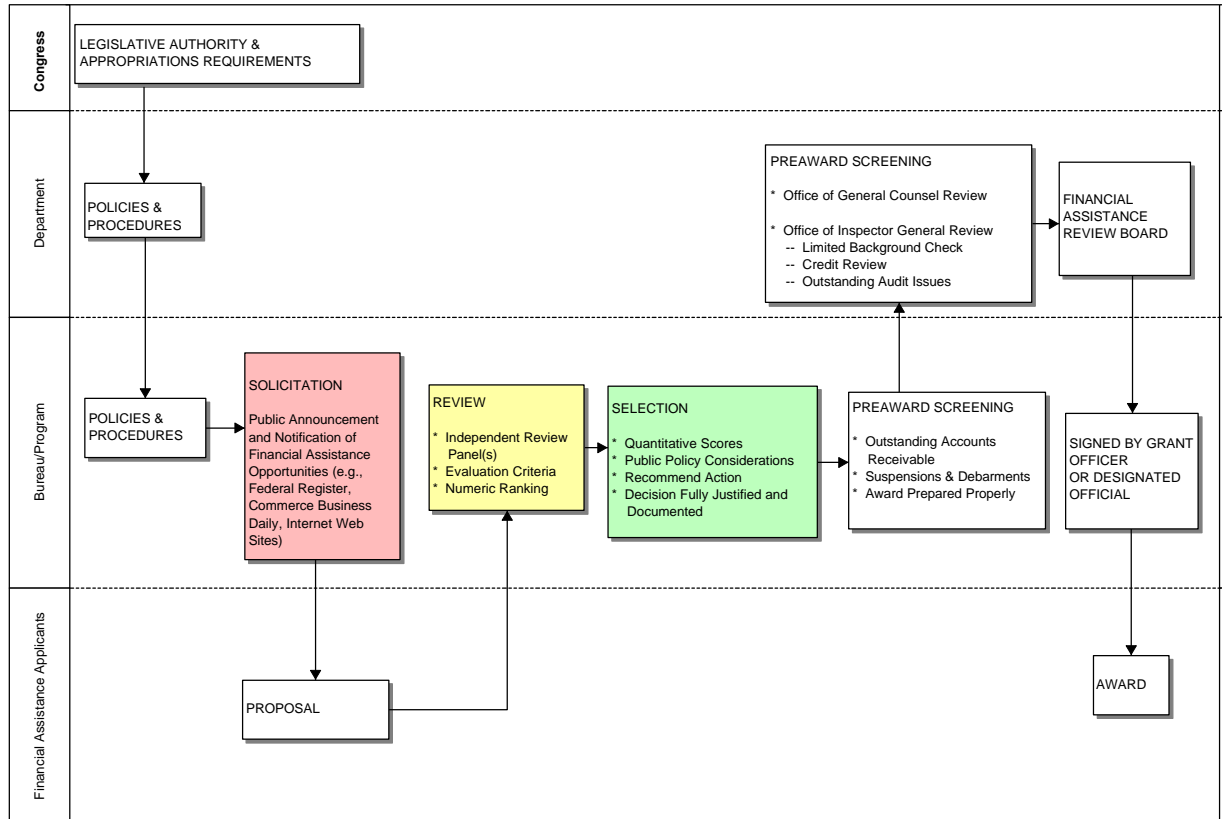 Congress
LEGISLATIVE AUTHORITY &
APPROPRIATIONS REQUIREMENTS
Department
POLICIES &
PROCEDURES
PREAWARD SCREENING
* Office of General Counsel Review
* Office of Inspector General Review
-- Limited Background Check
-- Credit Review
-- Outstanding Audit Issues
FINANCIAL
ASSISTANCE
REVIEW BOARD
Bureau/Program
POLICIES &
PROCEDURES
SOLICITATION
Public Announcement
and Notification of
Financial Assistance
Opportunities (e.g.,
Federal Register,
Commerce Business
Daily, Internet Web
Sites)
REVIEW
* Independent Review
Panel(s)
* Evaluation Criteria
* Numeric Ranking
SELECTION
* Quantitative Scores
* Public Policy Considerations
* Recommend Action
* Decision Fully Justified and
Documented
PREAWARD SCREENING
* Outstanding Accounts
Receivable
* Suspensions & Debarments
* Award Prepared Properly
SIGNED BY GRANT
OFFICER
OR DESIGNATED
OFFICIAL
Financial Assistance Applicants
PROPOSAL
AWARD